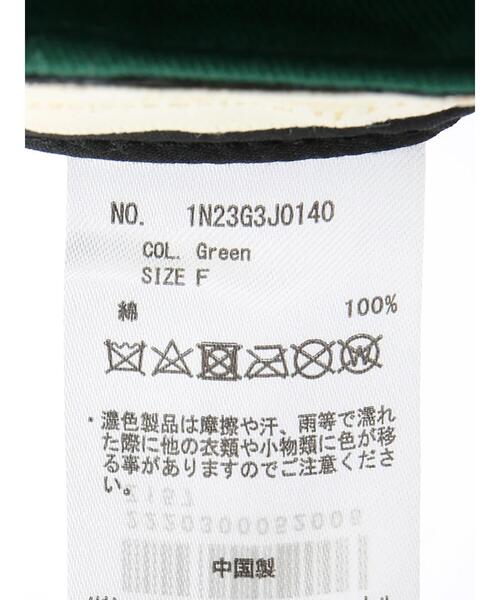 NO. 1N23G3J0140
COL. Green
SIZE F
綿 100%
・濃色製品は摩擦や汗、雨等で濡れ
た際に他の衣類や小物類に色が移
る事がありますのでご注意くださ
い。
中国製